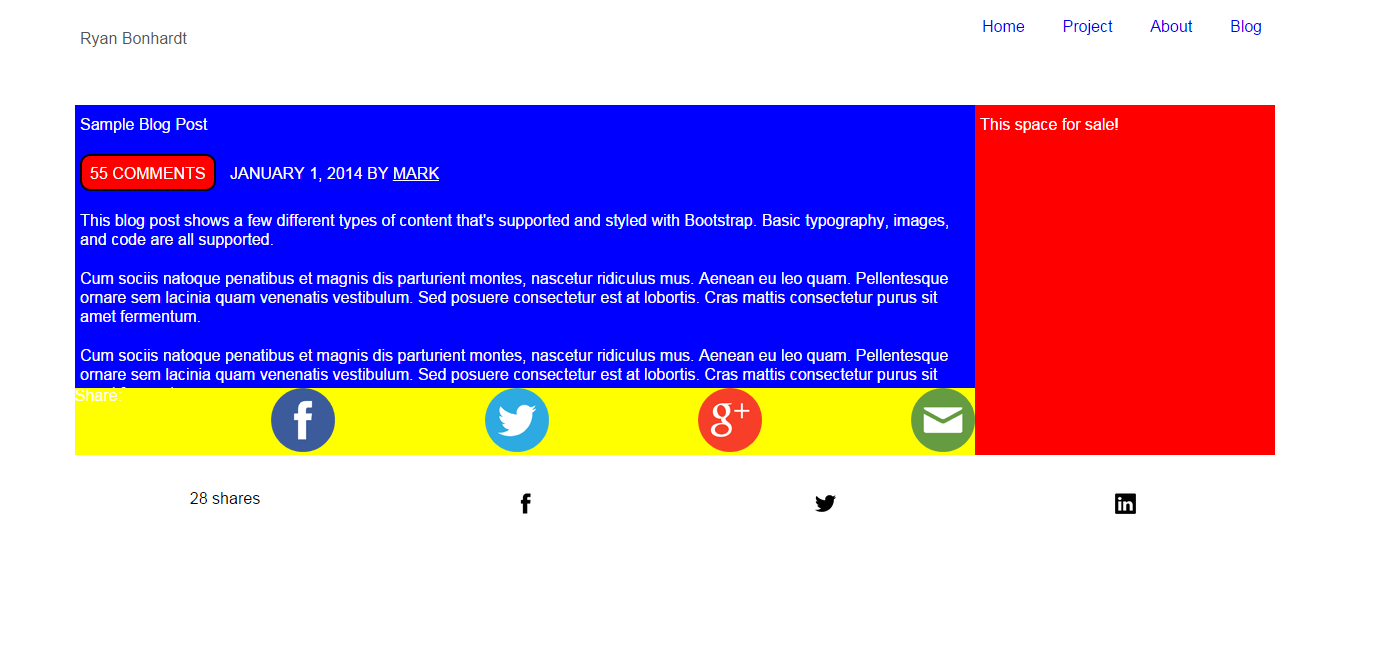 Ryan Bonhardt
Home Project About Blog
Sample Blog Post
55 COMMENTS JANUARY 1, 2014 BY MARK
This blog post shows a few different types of content that's supported and styled with Bootstrap. Basic typography, images,
and code are all supported.
Cum sociis natoque penatibus et magnis dis parturient montes, nascetur ridiculus mus. Aenean eu leo quam. Pellentesque
ornare sem lacinia quam venenatis vestibulum. Sed posuere consectetur est at lobortis. Cras mattis consectetur purus sit
amet fermentum.
Cum sociis natoque penatibus et magnis dis parturient montes, nascetur ridiculus mus. Aenean eu leo quam. Pellentesque
ornare sem lacinia quam venenatis vestibulum. Sed posuere consectetur est at lobortis. Cras mattis consectetur purus sit
Share:
This space for sale!
28 shares